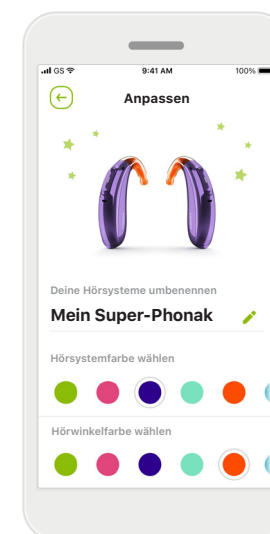 GS 9:41 AM 100%
Anpassen
Deine Hörsysteme umbenennen
Mein Super-Phonak
Hörsystemfarbe wählen
Hörwinkelfarbe wählen